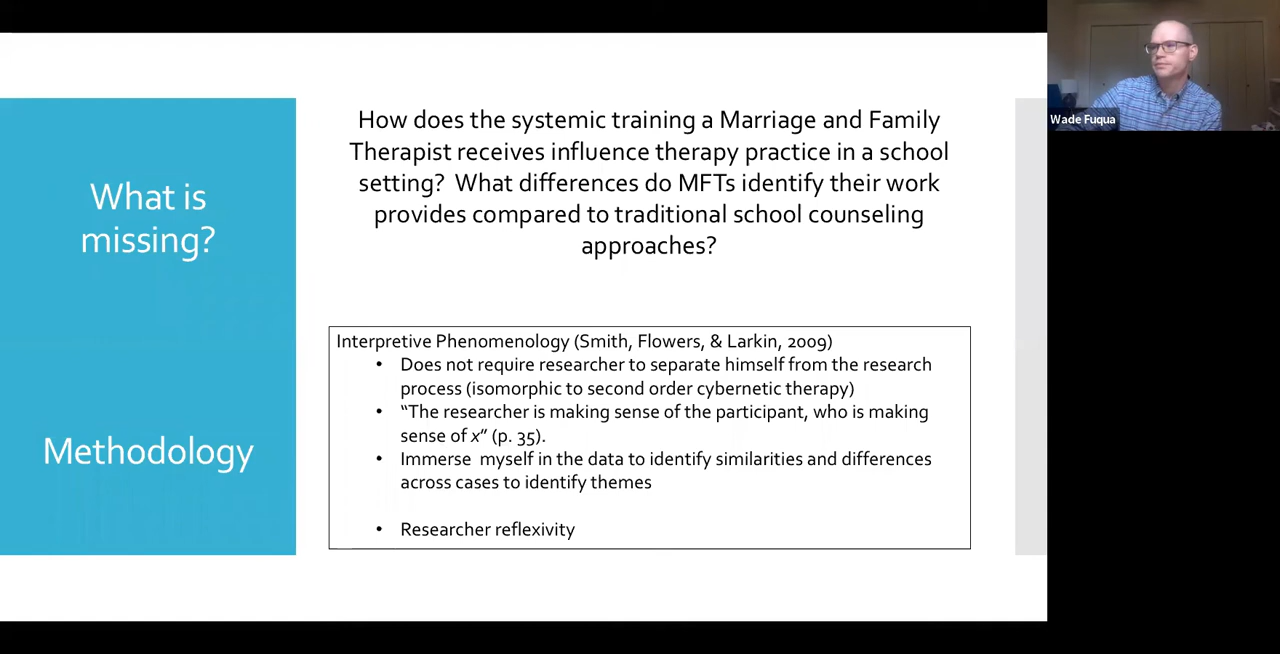 What is
missing?
How does the systemic training a Marriage and Family
Therapist receives influence therapy practice in a school
setting?  What differences do MFTs identify their work
provides compared to traditional school counseling
approaches?
Methodology
Interpretive Phenomenology (Smith, Flowers, & Larkin, 2009)
• Does not require researcher to separate himself from the research
process (isomorphic to second order cybernetic therapy)
• “The researcher is making sense of the participant, who is making
sense of x” (p. 35).
• Immerse  myself in the data to identify similarities and differences
across cases to identify themes
• Researcher reflexivity
Wade Fuqua